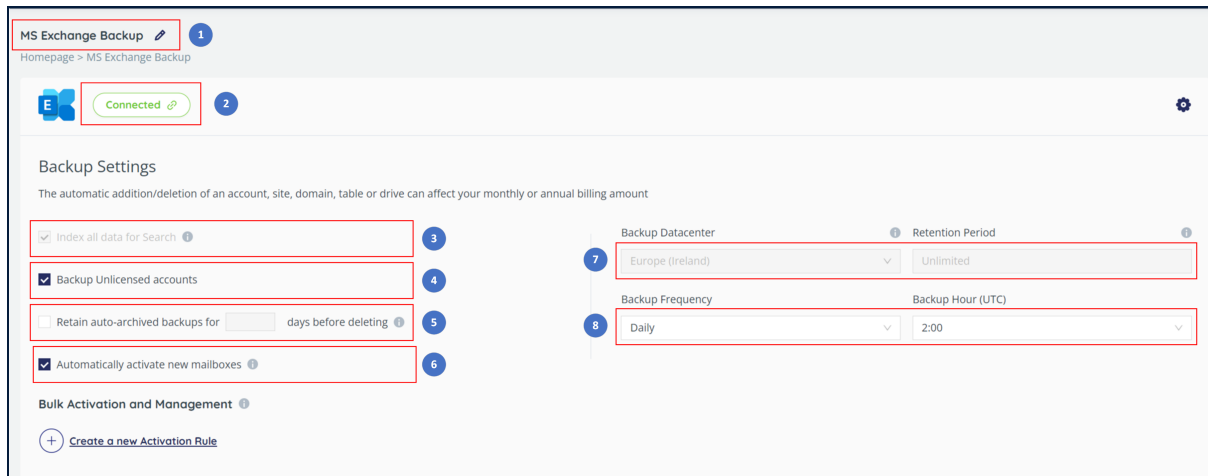 MS Exchange Backup
1
Homepage > MS Exchange Backup
E
Connected
2
Backup Settings
The automatic addition/deletion of an account, site, domain, table or drive can affect your monthly or annual billing amount
Index all data for Search
3
Backup Unlicensed accounts
4
Retain auto-archived backups for days before deleting
5
Automatically activate new mailboxes
6
Bulk Activation and Management
Create a new Activation Rule
Backup Datacenter
Retention Period
7
Europe (Ireland)
Unlimited
Backup Frequency
Backup Hour (UTC)
8
Daily
2:00